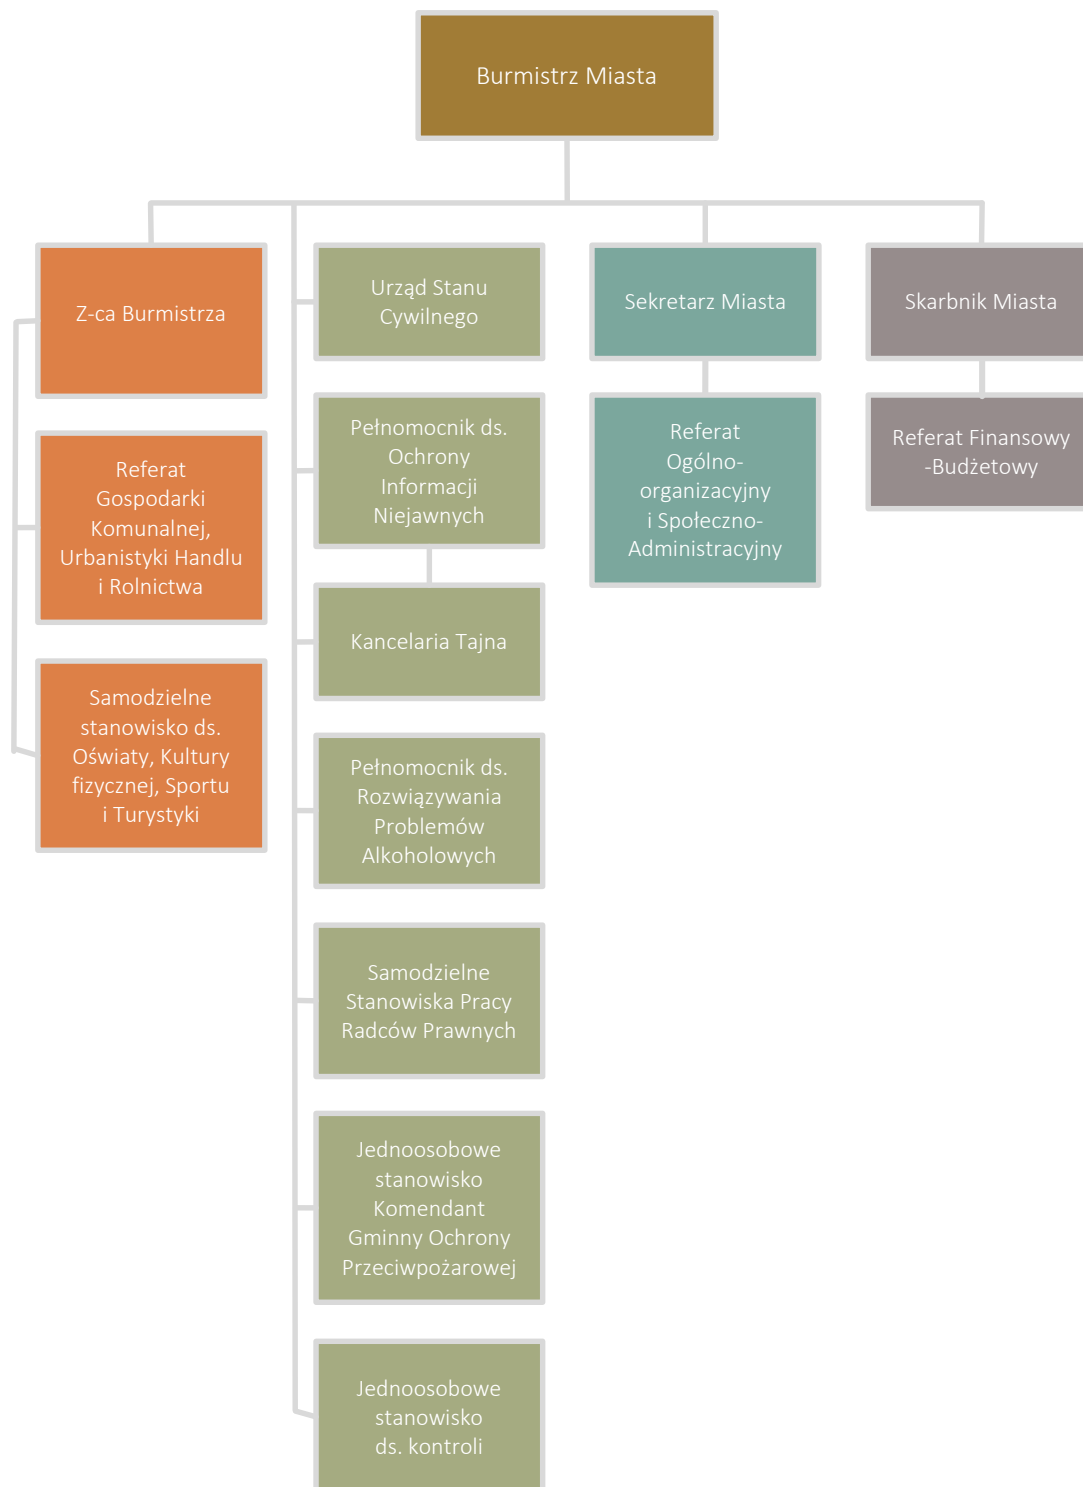 Burmistrz Miasta
Z-ca Burmistrza
Referat
Gospodarki
Komunalnej,
Urbanistyki Handlu
i Rolnictwa
Samodzielne
stanowisko ds.
Oświaty, Kultury
fizycznej, Sportu
i Turystyki
Urząd Stanu
Cywilnego
Pełnomocnik ds.
Ochrony
Informacji
Niejawnych
Kancelaria Tajna
Pełnomocnik ds.
Rozwiązywania
Problemów
Alkoholowych
Samodzielne
Stanowiska Pracy
Radców Prawnych
Jednoosobowe
stanowisko
Komendant
Gminny Ochrony
Przeciwpożarowej
Jednoosobowe
stanowisko
ds. kontroli
Sekretarz Miasta
Referat
Ogólno-
organizacyjny
i Społeczno-
Administracyjny
Skarbnik Miasta
Referat Finansowy
-Budżetowy